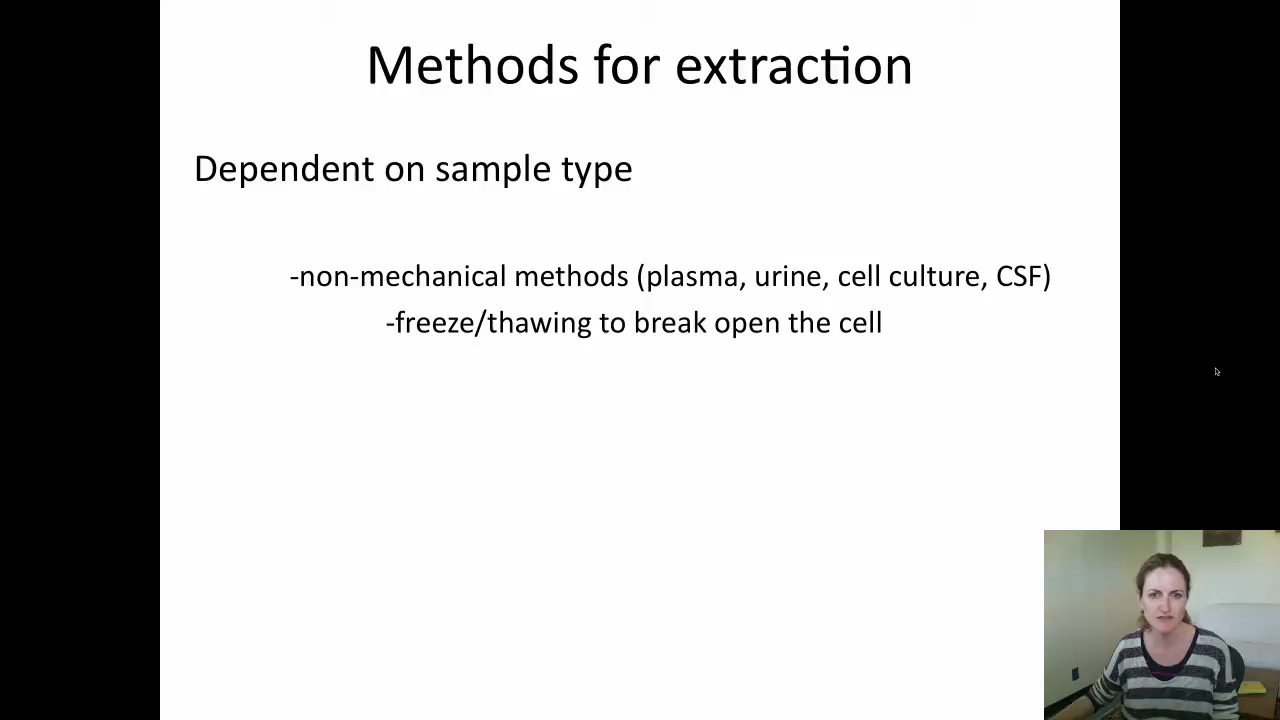 Methods for extraction
Dependent on sample type
-non-mechanical methods (plasma, urine, cell culture, CSF)
-freeze/thawing to break open the cell